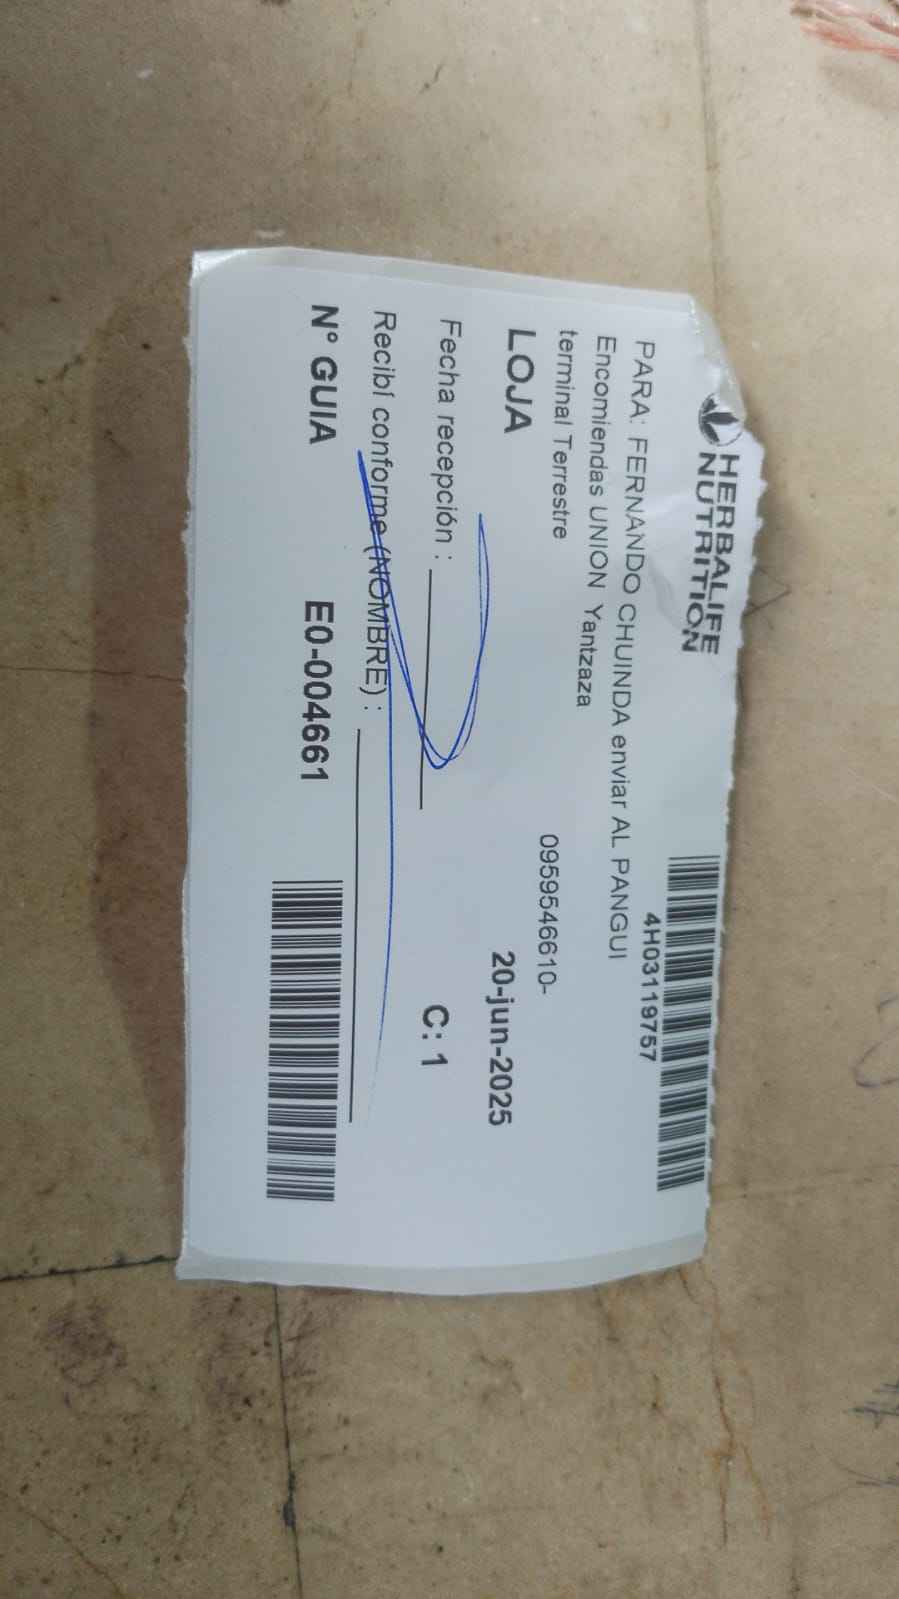 HERBALIFE
NUTRITION
4H03119757
PARA: FERNANDO CHUINDA enviar AL PANGUI
Encomiendas UNION Yantzaza
terminal Terrestre
0959546610-
LOJA
20-jun-2025
Fecha recepción :
C: 1
Recibí conforme (NOMBRE) :
Nº GUIA
E0-004661